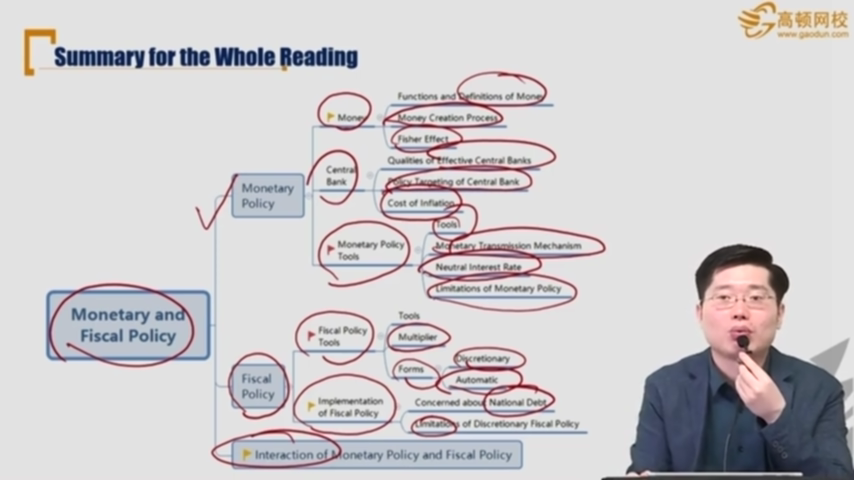 高顿网校
www.gaodun.com
Summary for the Whole Reading
Monetary and
Fiscal Policy
Monetary
Policy
Money
Functions and Definitions of Money
Money Creation Process
Fisher Effect
Central
Bank
Qualities of Effective Central Banks
Policy Targeting of Central Bank
Cost of Inflation
Monetary Policy
Tools
Tools
Monetary Transmission Mechanism
Neutral Interest Rate
Limitations of Monetary Policy
Fiscal
Policy
Fiscal Policy
Tools
Tools
Multiplier
Forms
Discretionary
Automatic
Implementation
of Fiscal Policy
Concerned about National Debt
Limitations of Discretionary Fiscal Policy
Interaction of Monetary Policy and Fiscal Policy